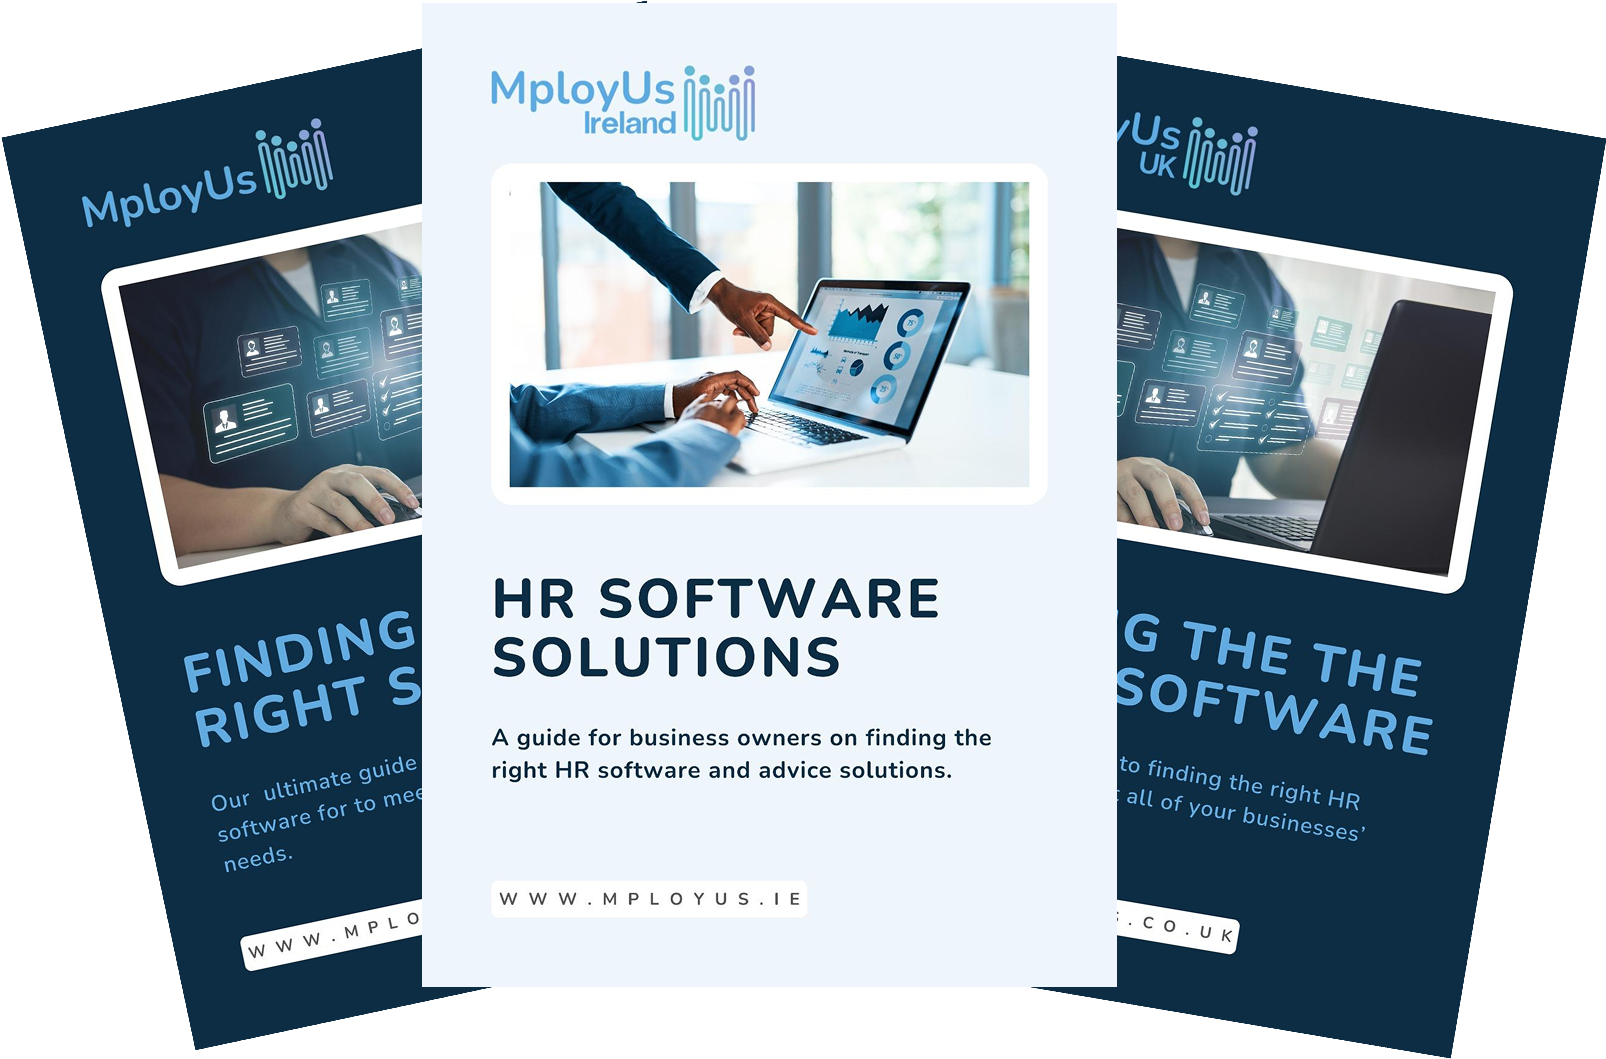 MployUs
FINDING
RIGHT S
Our ultimate guide
software for to mee
needs.
WWW.MPLO
MployUs
Ireland
HR SOFTWARE
SOLUTIONS
A guide for business owners on finding the
right HR software and advice solutions.
WWW.MPLOYUS.IE
yUs
UK
G THE THE
SOFTWARE
to finding the right HR
all of your businesses’
.CO.UK